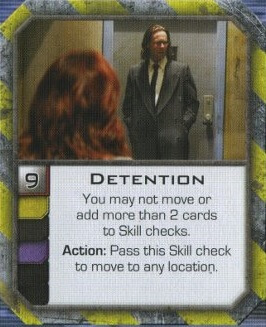 9
DETENTION
You may not move or
add more than 2 cards
to Skill checks.
Action: Pass this Skill check
to move to any location.